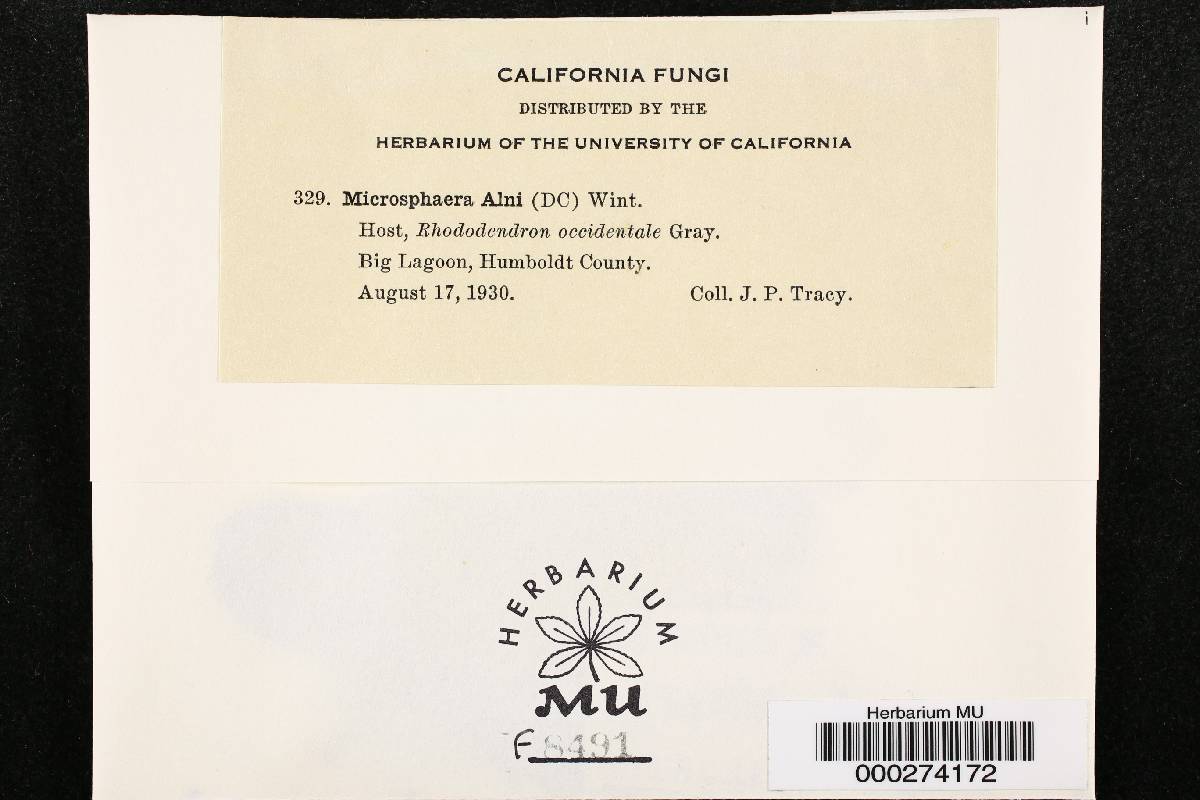 CALIFORNIA FUNGI
DISTRIBUTED BY THE
HERBARIUM OF THE UNIVERSITY OF CALIFORNIA
329. Microsphaera Alni (DC) Wint.
Host, Rhododendron occidentale Gray.
Big Lagoon, Humboldt County.
August 17, 1930. Coll. J. P. Tracy.
HERBARIUM
MU
F 8491
Herbarium MU
000274172